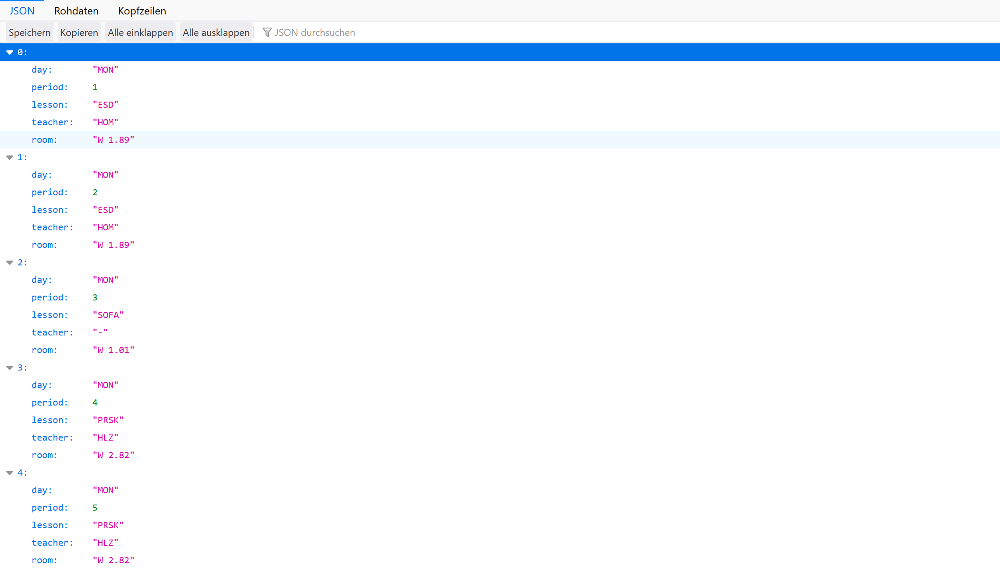 JSON Rohdaten Kopfzeilen
Speichern Kopieren Alle einklappen Alle ausklappen JSON durchsuchen
0:
day: "MON"
period: 1
lesson: "ESD"
teacher: "HOM"
room: "W 1.89"
1:
day: "MON"
period: 2
lesson: "ESD"
teacher: "HOM"
room: "W 1.89"
2:
day: "MON"
period: 3
lesson: "SOFA"
teacher: "-"
room: "W 1.01"
3:
day: "MON"
period: 4
lesson: "PRSK"
teacher: "HLZ"
room: "W 2.82"
4:
day: "MON"
period: 5
lesson: "PRSK"
teacher: "HLZ"
room: "W 2.82"